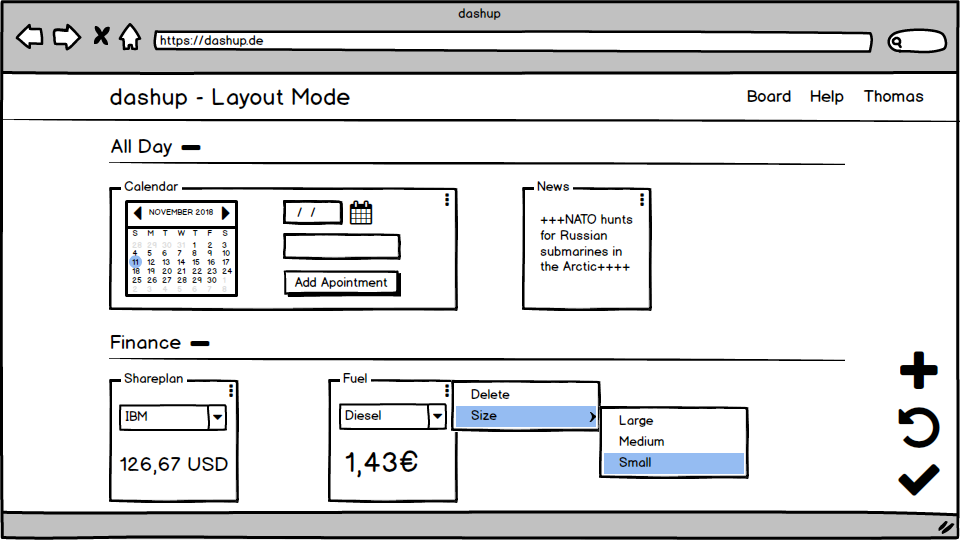 dashup
https://dashup.de
dashup - Layout Mode
Board Help Thomas
All Day
Calendar
NOVEMBER 2018
S M T W T F S
28 29 30 31 1 2 3
4 5 6 7 8 9 10
11 12 13 14 15 16 17
18 19 20 21 22 23 24
25 26 27 28 29 30 1
2 3 4 5 6 7 8
/ /
Add Apointment
News
+++NATO hunts
for Russian
submarines in
the Arctic++++
Finance
Shareplan
IBM
126,67 USD
Fuel
Diesel
1,43€
Delete
Size
Large
Medium
Small